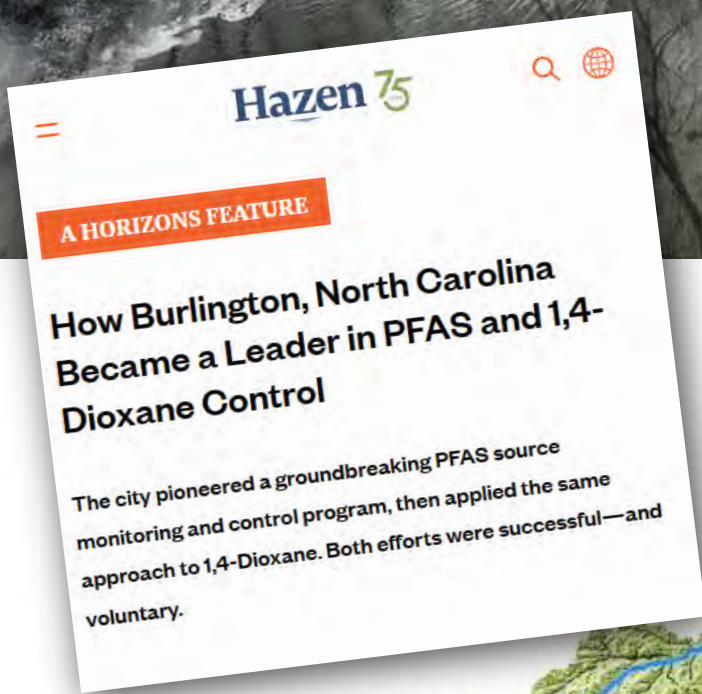 Hazen 75
A HORIZONS FEATURE
How Burlington, North Carolina
Became a Leader in PFAS and 1,4-
Dioxane Control
The city pioneered a groundbreaking PFAS source
monitoring and control program, then applied the same
approach to 1,4-Dioxane. Both efforts were successful—and
voluntary.